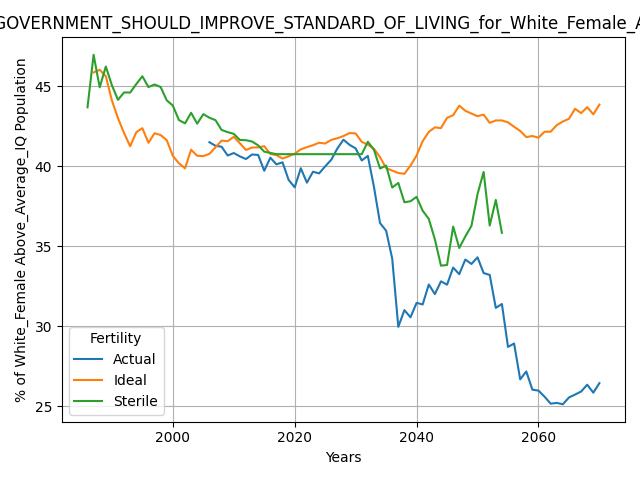 GOVERNMENT_SHOULD_IMPROVE_STANDARD_OF_LIVING_for_White_Female_A
% of White_Female Above_Average_IQ Population
45
40
35
30
25
Fertility
Actual
Ideal
Sterile
2000 2020 2040 2060
Years